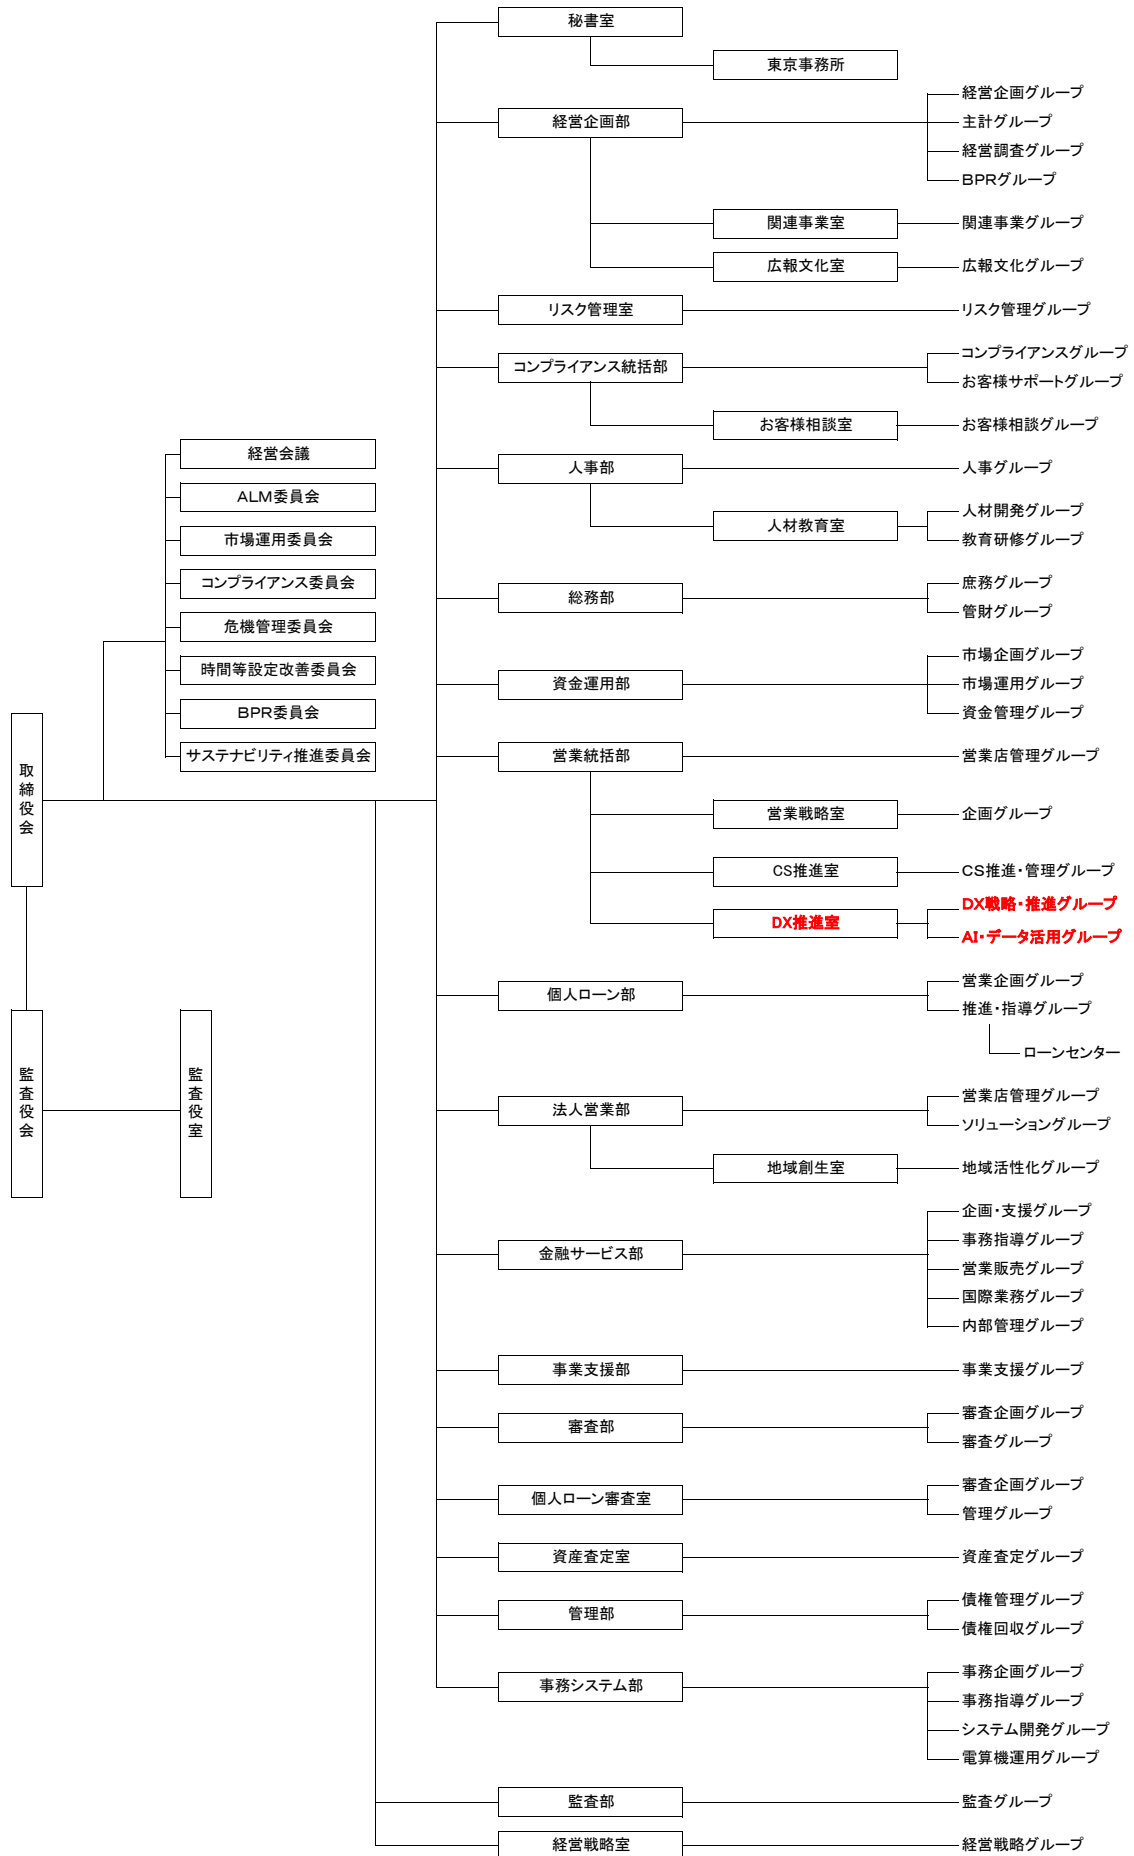 秘書室
東京事務所
経営企画部
経営企画グループ
主計グループ
経営調査グループ
BPRグループ
関連事業室
関連事業グループ
広報文化室
広報文化グループ
リスク管理室
リスク管理グループ
コンプライアンス統括部
コンプライアンスグループ
お客様サポートグループ
お客様相談室
お客様相談グループ
人事部
人事グループ
人材教育室
人材開発グループ
教育研修グループ
総務部
庶務グループ
管財グループ
資金運用部
市場企画グループ
市場運用グループ
資金管理グループ
営業統括部
営業店管理グループ
営業戦略室
企画グループ
CS推進室
CS推進・管理グループ
DX推進室
DX戦略・推進グループ
AI・データ活用グループ
個人ローン部
営業企画グループ
推進・指導グループ
ローンセンター
法人営業部
営業店管理グループ
ソリューショングループ
地域創生室
地域活性化グループ
金融サービス部
企画・支援グループ
事務指導グループ
営業販売グループ
国際業務グループ
内部管理グループ
事業支援部
事業支援グループ
審査部
審査企画グループ
審査グループ
個人ローン審査室
審査企画グループ
管理グループ
資産査定室
資産査定グループ
管理部
債権管理グループ
債権回収グループ
事務システム部
事務企画グループ
事務指導グループ
システム開発グループ
電算機運用グループ
監査部
監査グループ
経営戦略室
経営戦略グループ
経営会議
ALM委員会
市場運用委員会
コンプライアンス委員会
危機管理委員会
時間等設定改善委員会
BPR委員会
サステナビリティ推進委員会
取締役会
監査役会
監査役室